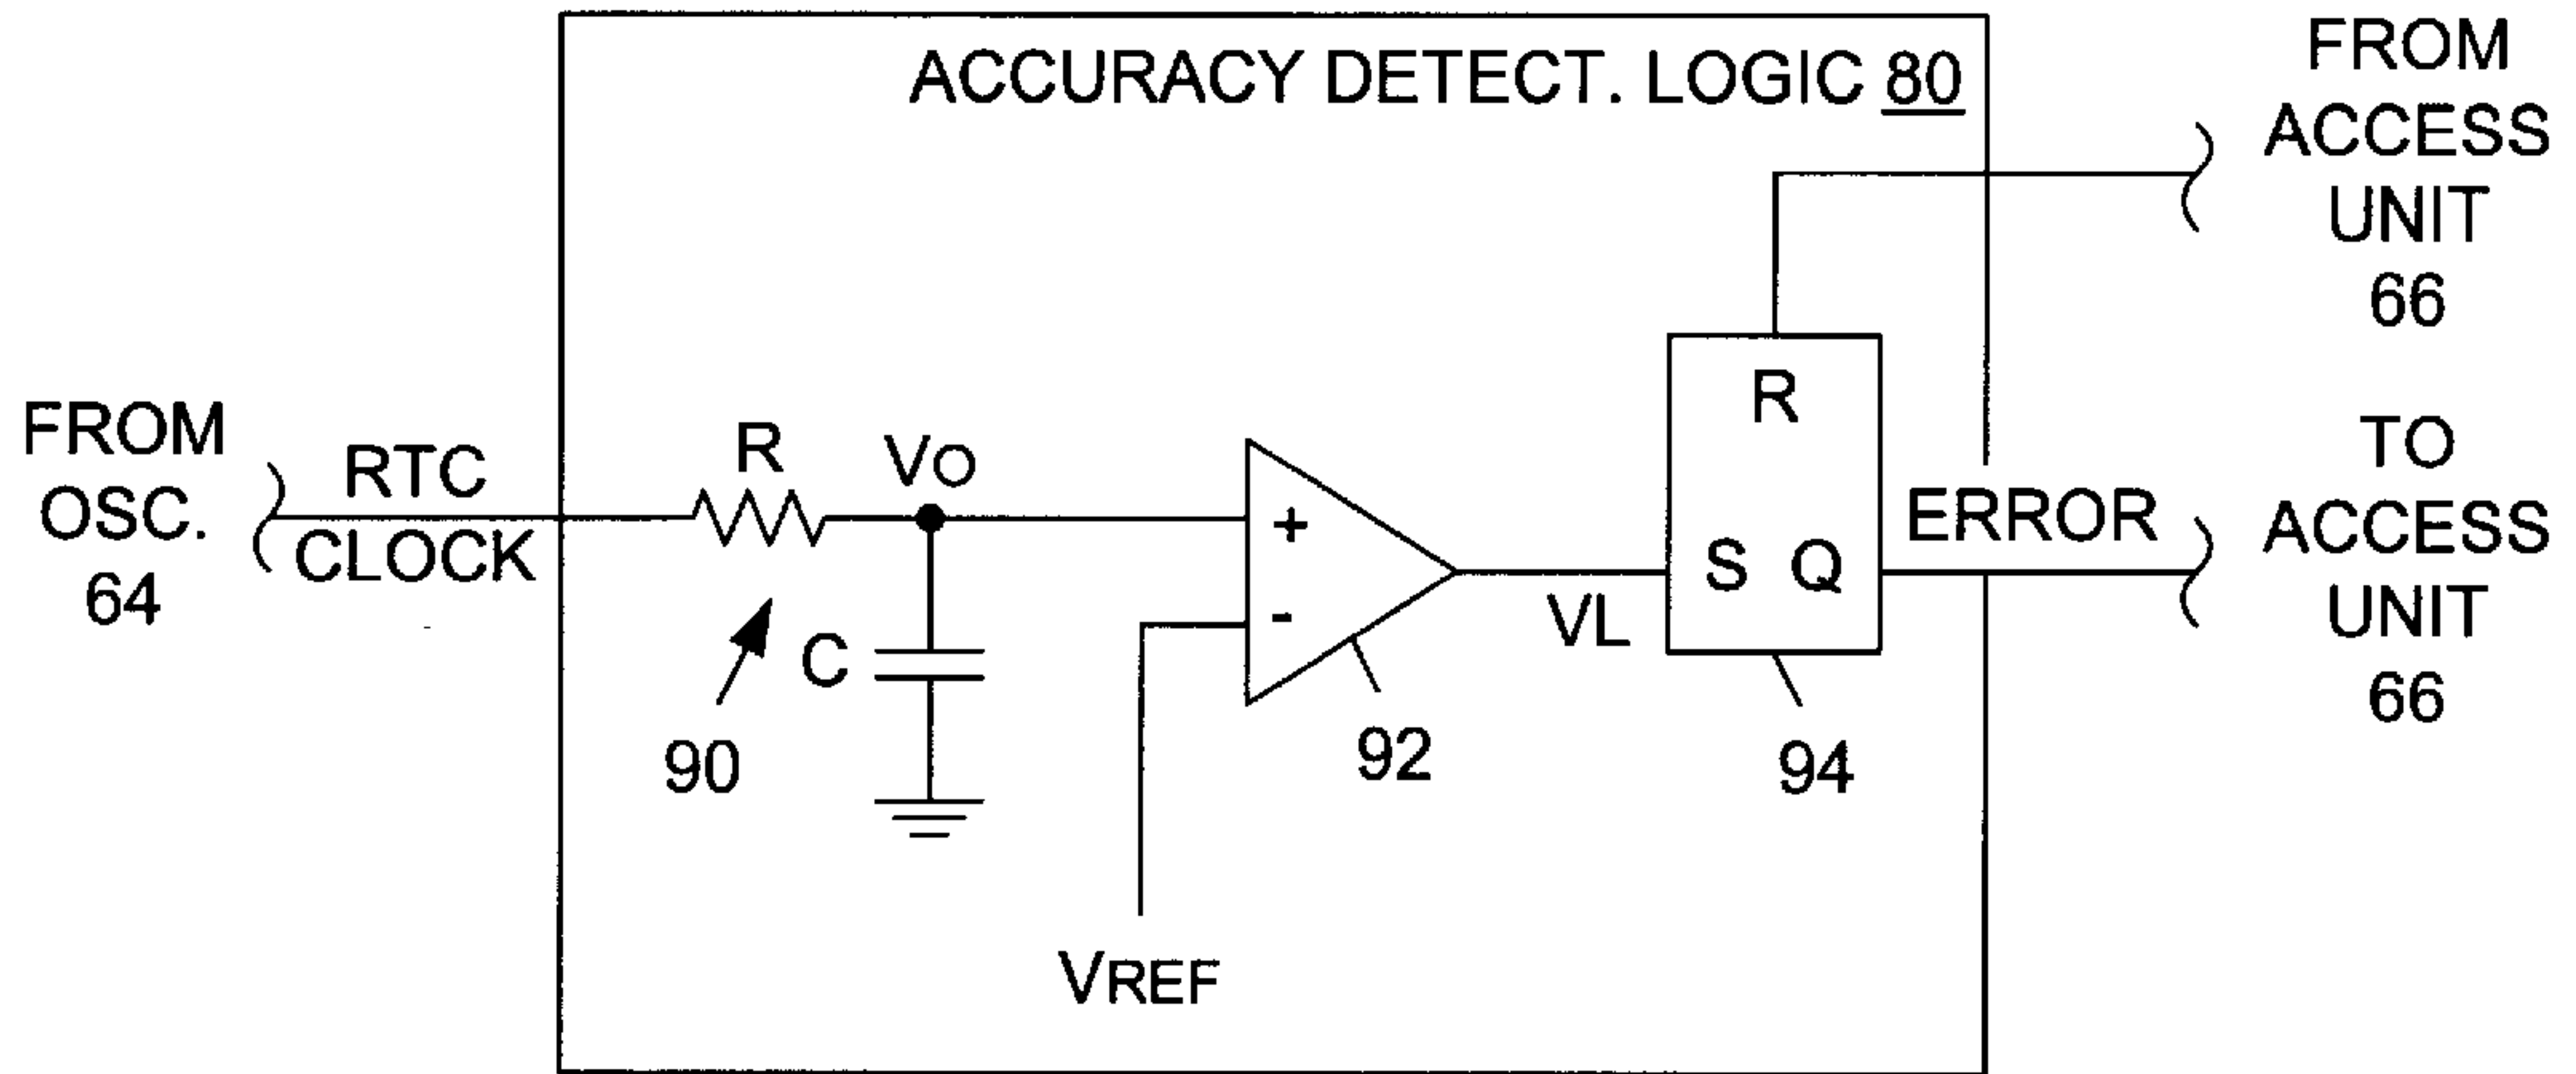 ACCURACY DETECT. LOGIC 80
FROM
ACCESS
UNIT
66
FROM
OSC.
64
RTC
CLOCK
R
VO
C
90
+
-
VREF
92
VL
R
S Q
94
ERROR
TO
ACCESS
UNIT
66